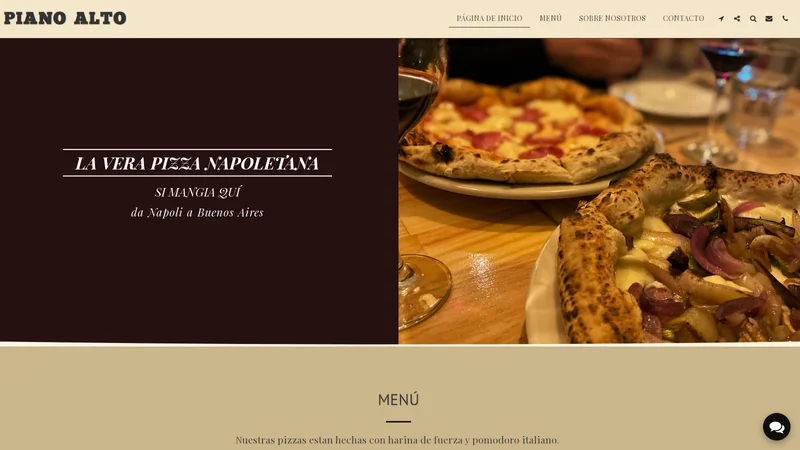 PIANO ALTO
PÁGINA DE INICIO
MENÚ
SOBRE NOSOTROS
CONTACTO
LA VERA PIZZA NAPOLETANA
SI MANGIA QUÍ
da Napoli a Buenos Aires
MENÚ
Nuestras pizzas estan hechas con harina de fuerza y pomodoro italiano.